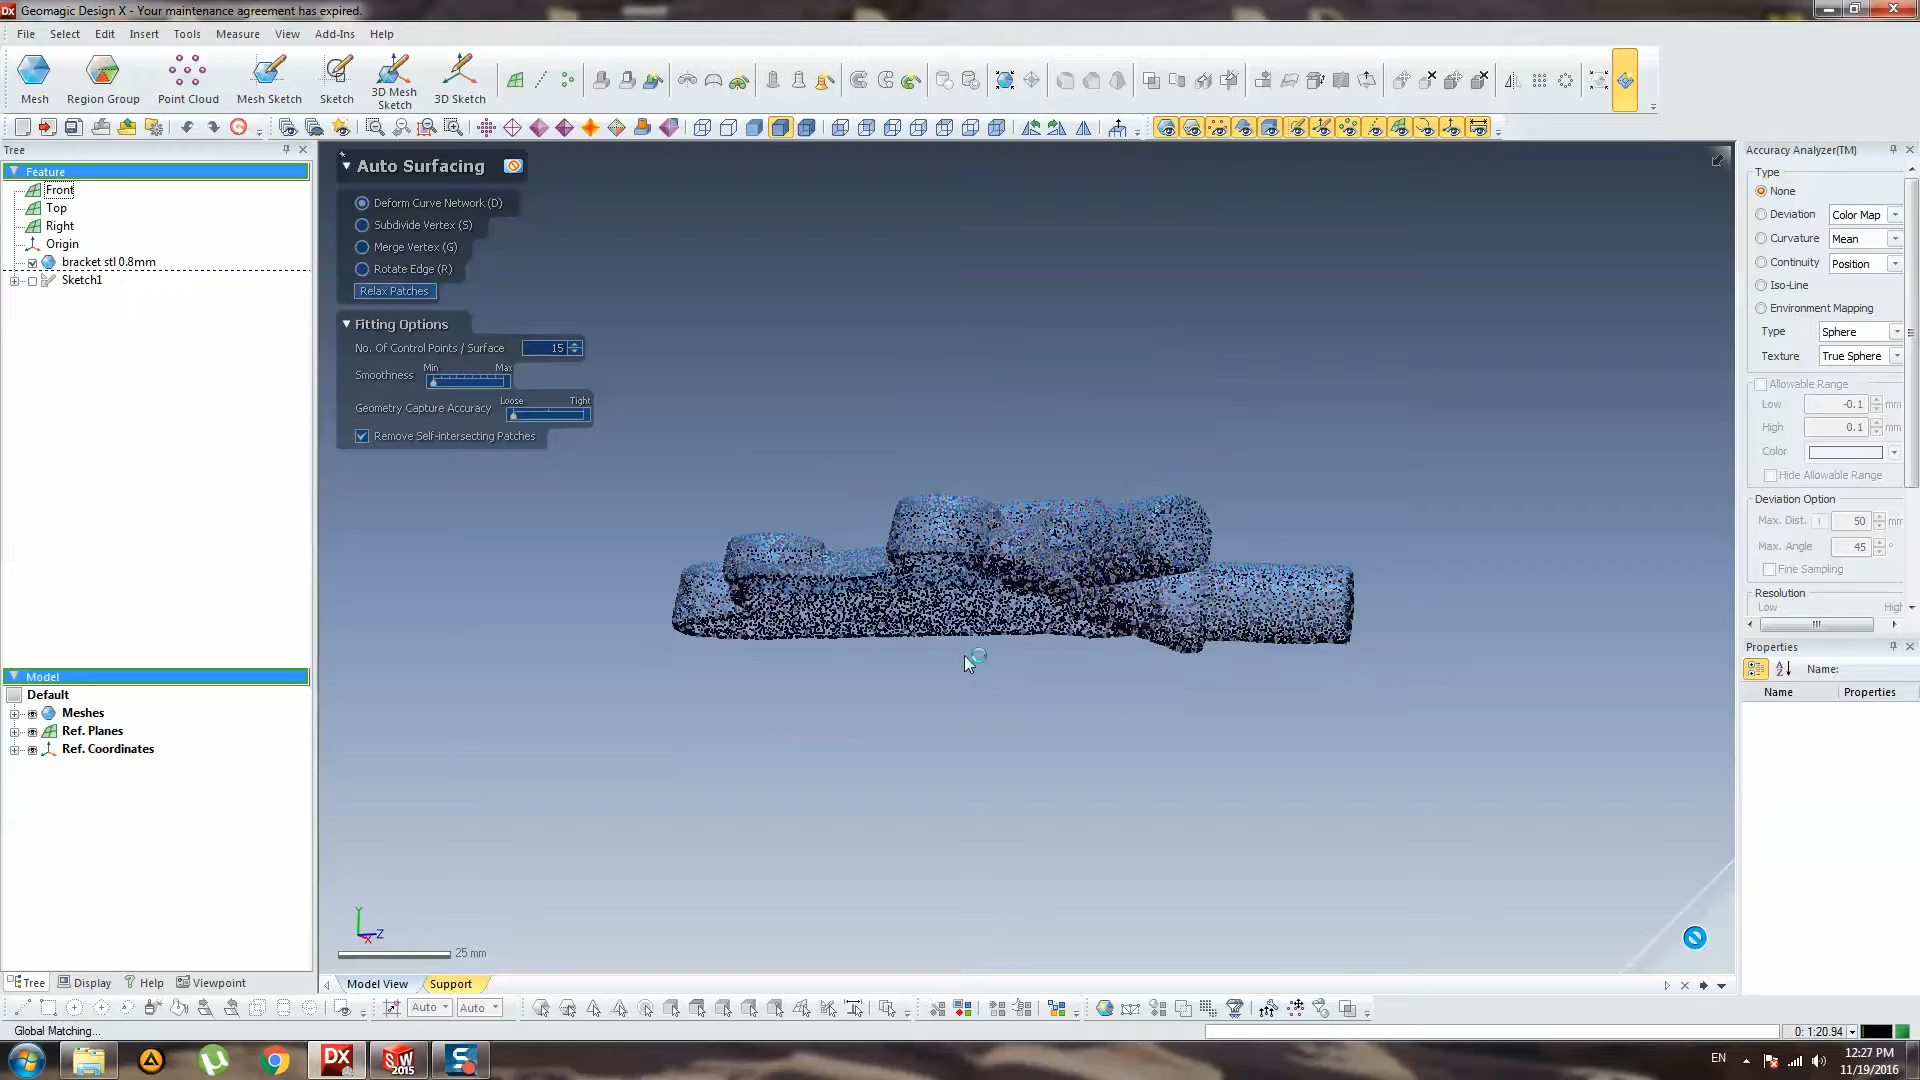 Geomagic Design X - Your maintenance agreement has expired.
File Select Edit Insert Tools Measure View Add-Ins Help
Mesh Region Group Point Cloud Mesh Sketch Sketch 3D Mesh Sketch 3D Sketch
Tree
Feature
Front
Top
Right
Origin
bracket stl 0.8mm
Sketch1
Model
Default
Meshes
Ref. Planes
Ref. Coordinates
Tree Display Help Viewpoint
Auto Surfacing
Deform Curve Network (D)
Subdivide Vertex (S)
Merge Vertex (G)
Rotate Edge (R)
Relax Patches
Fitting Options
No. Of Control Points / Surface 15
Min Max
Smoothness
Loose Tight
Geometry Capture Accuracy
Remove Self-intersecting Patches
Y
Z
X
25 mm
Model View Support
Accuracy Analyzer(TM)
Type
None
Deviation Color Map
Curvature Mean
Continuity Position
Iso-Line
Environment Mapping
Type Sphere
Texture True Sphere
Allowable Range
Low -0.1 mm
High 0.1 mm
Color
Hide Allowable Range
Deviation Option
Max. Dist. 50 mm
Max. Angle 45 °
Fine Sampling
Resolution
Low High
Properties
Name:
Name Properties
Auto Auto
Global Matching...
0: 1:20.94
DX SW 2015 S EN 12:27 PM
11/19/2016